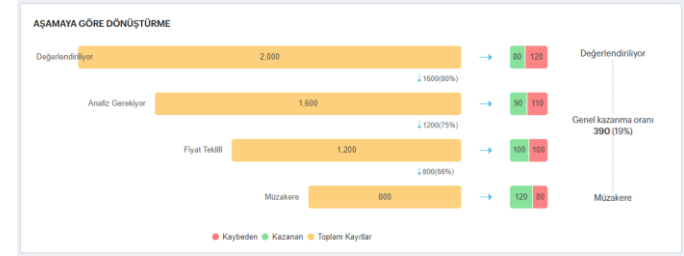 AŞAMAYA GÖRE DÖNÜŞTÜRME
Değerlendiriliyor 2,000 → 80 120 Değerlendiriliyor
↓1600(80%)
Analiz Gerekiyor 1,600 → 90 110
↓1200(75%)
Genel kazanma oranı
390 (19%)
Fiyat Teklifi 1,200 → 100 100
↓800(66%)
Müzakere 800 → 120 80 Müzakere
Kaybeden Kazanan Toplam Kayıtlar